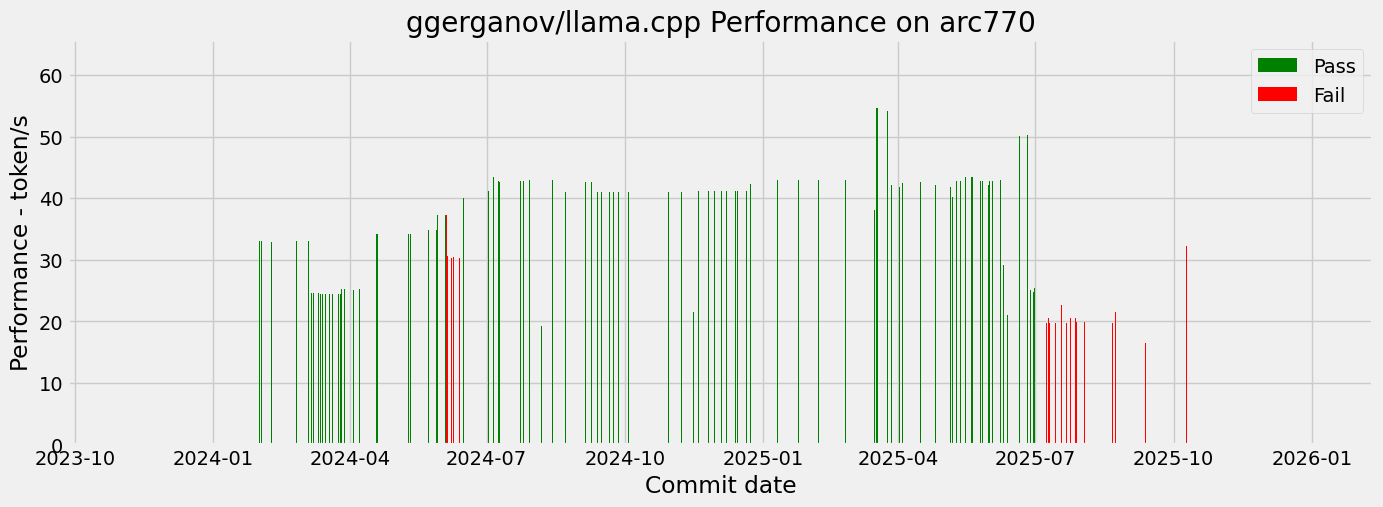 ggerganov/llama.cpp Performance on arc770
Performance - token/s
60
50
40
30
20
10
0
Pass
Fail
2023-10 2024-01 2024-04 2024-07 2024-10 2025-01 2025-04 2025-07 2025-10 2026-01
Commit date